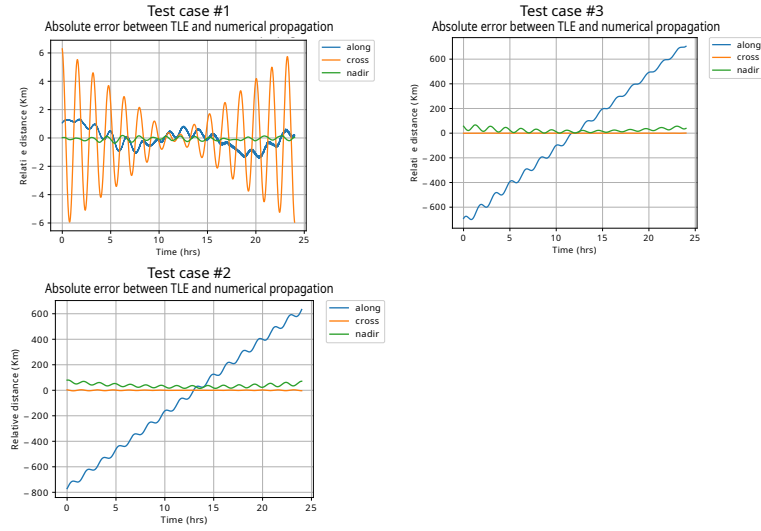 Test case #1
Absolute error between TLE and numerical propagation
along
cross
nadir
6
4
2
0
−2
−4
−6
Relati e distance (Km)
0
5
10
15
20
25
Time (hrs)
Test case #3
Absolute error between TLE and numerical propagation
along
cross
nadir
600
400
200
0
−200
−400
−600
Relati e distance (Km)
0
5
10
15
20
25
Time (hrs)
Test case #2
Absolute error between TLE and numerical propagation
along
cross
nadir
600
400
200
0
−200
−400
−600
−800
Relative distance (Km)
0
5
10
15
20
25
Time (hrs)